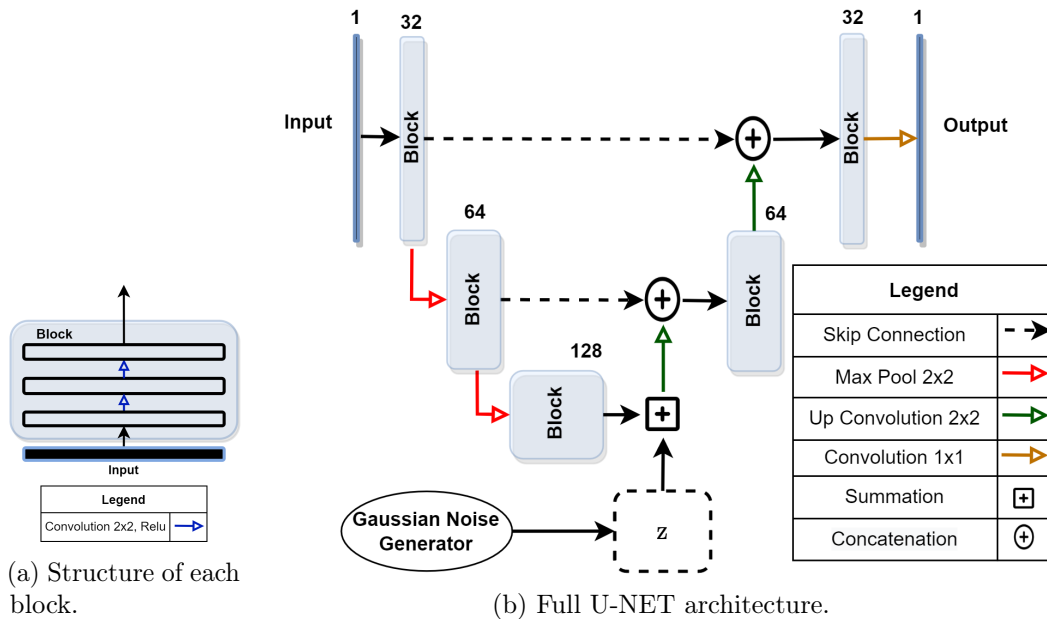 Block
Input
Legend
Convolution 2x2, Relu
(a) Structure of each
block.
1
32
32
1
Input
Block
Block
Output
64
64
Block
Block
128
Block
Gaussian Noise
Generator
z
Legend
Skip Connection
Max Pool 2x2
Up Convolution 2x2
Convolution 1x1
Summation
Concatenation
(b) Full U-NET architecture.